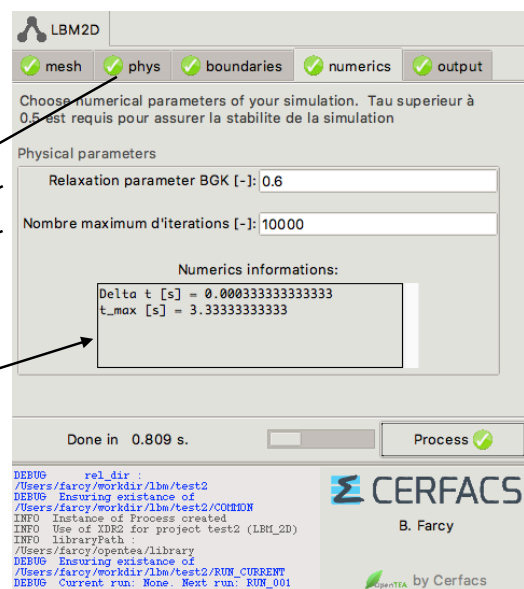 LBM2D
mesh phys boundaries numerics output
Choose numerical parameters of your simulation. Tau superieur à
0.5 est requis pour assurer la stabilite de la simulation
Physical parameters
Relaxation parameter BGK [-]: 0.6
Nombre maximum d'iterations [-]: 10000
Numerics informations:
Delta t [s] = 0.000333333333333
t_max [s] = 3.33333333333
Done in 0.809 s.
Process
DEBUG rel_dir :
/Users/farcy/workdir/lbm/test2
DEBUG Ensuring existance of
/Users/farcy/workdir/lbm/test2/COMMON
INFO Instance of Process created
INFO Use of XDR2 for project test2 (LBM_2D)
INFO libraryPath :
/Users/farcy/opentea/library
DEBUG Ensuring existance of
/Users/farcy/workdir/lbm/test2/RUN_CURRENT
DEBUG Current run: None. Next run: RUN_001
CERFACS
B. Farcy
OpenTEA by Cerfacs